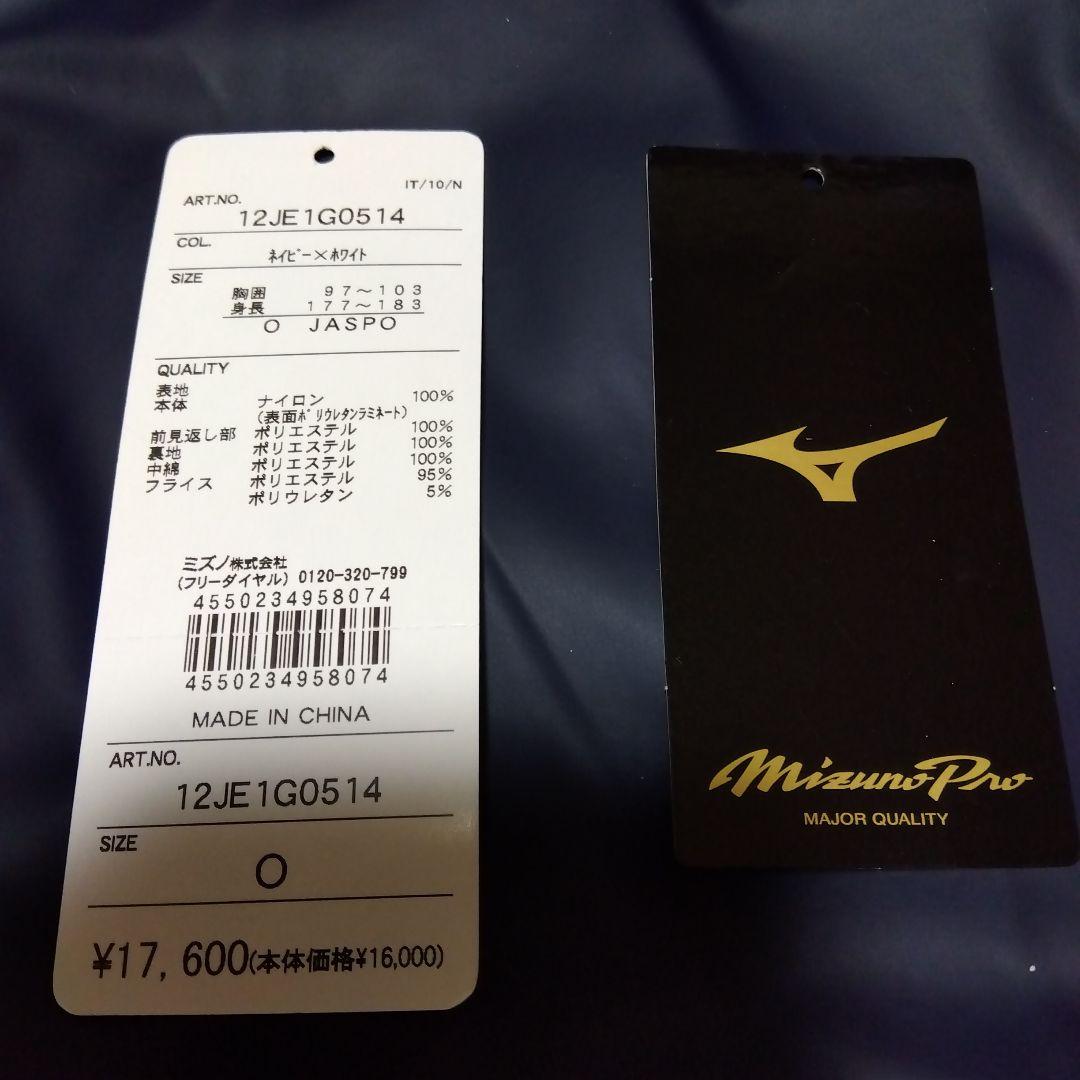 IT/10/N
ART.NO.
12JE1G0514
COL.
ﾈｲﾋﾞｰ×ﾎﾜｲﾄ
SIZE
胸囲 97～103
身長 177～183
O JASPO
QUALITY
表地
本体 ナイロン 100%
(表面ﾎﾟﾘｳﾚﾀﾝﾗﾐﾈｰﾄ)
前見返し部 ポリエステル 100%
裏地 ポリエステル 100%
中綿 ポリエステル 100%
フライス ポリエステル 95%
ポリウレタン 5%
ミズノ株式会社
(フリーダイヤル) 0120-320-799
4550234958074
4550234958074
MADE IN CHINA
ART.NO.
12JE1G0514
SIZE
O
¥17,600(本体価格¥16,000)
Mizuno Pro
MAJOR QUALITY